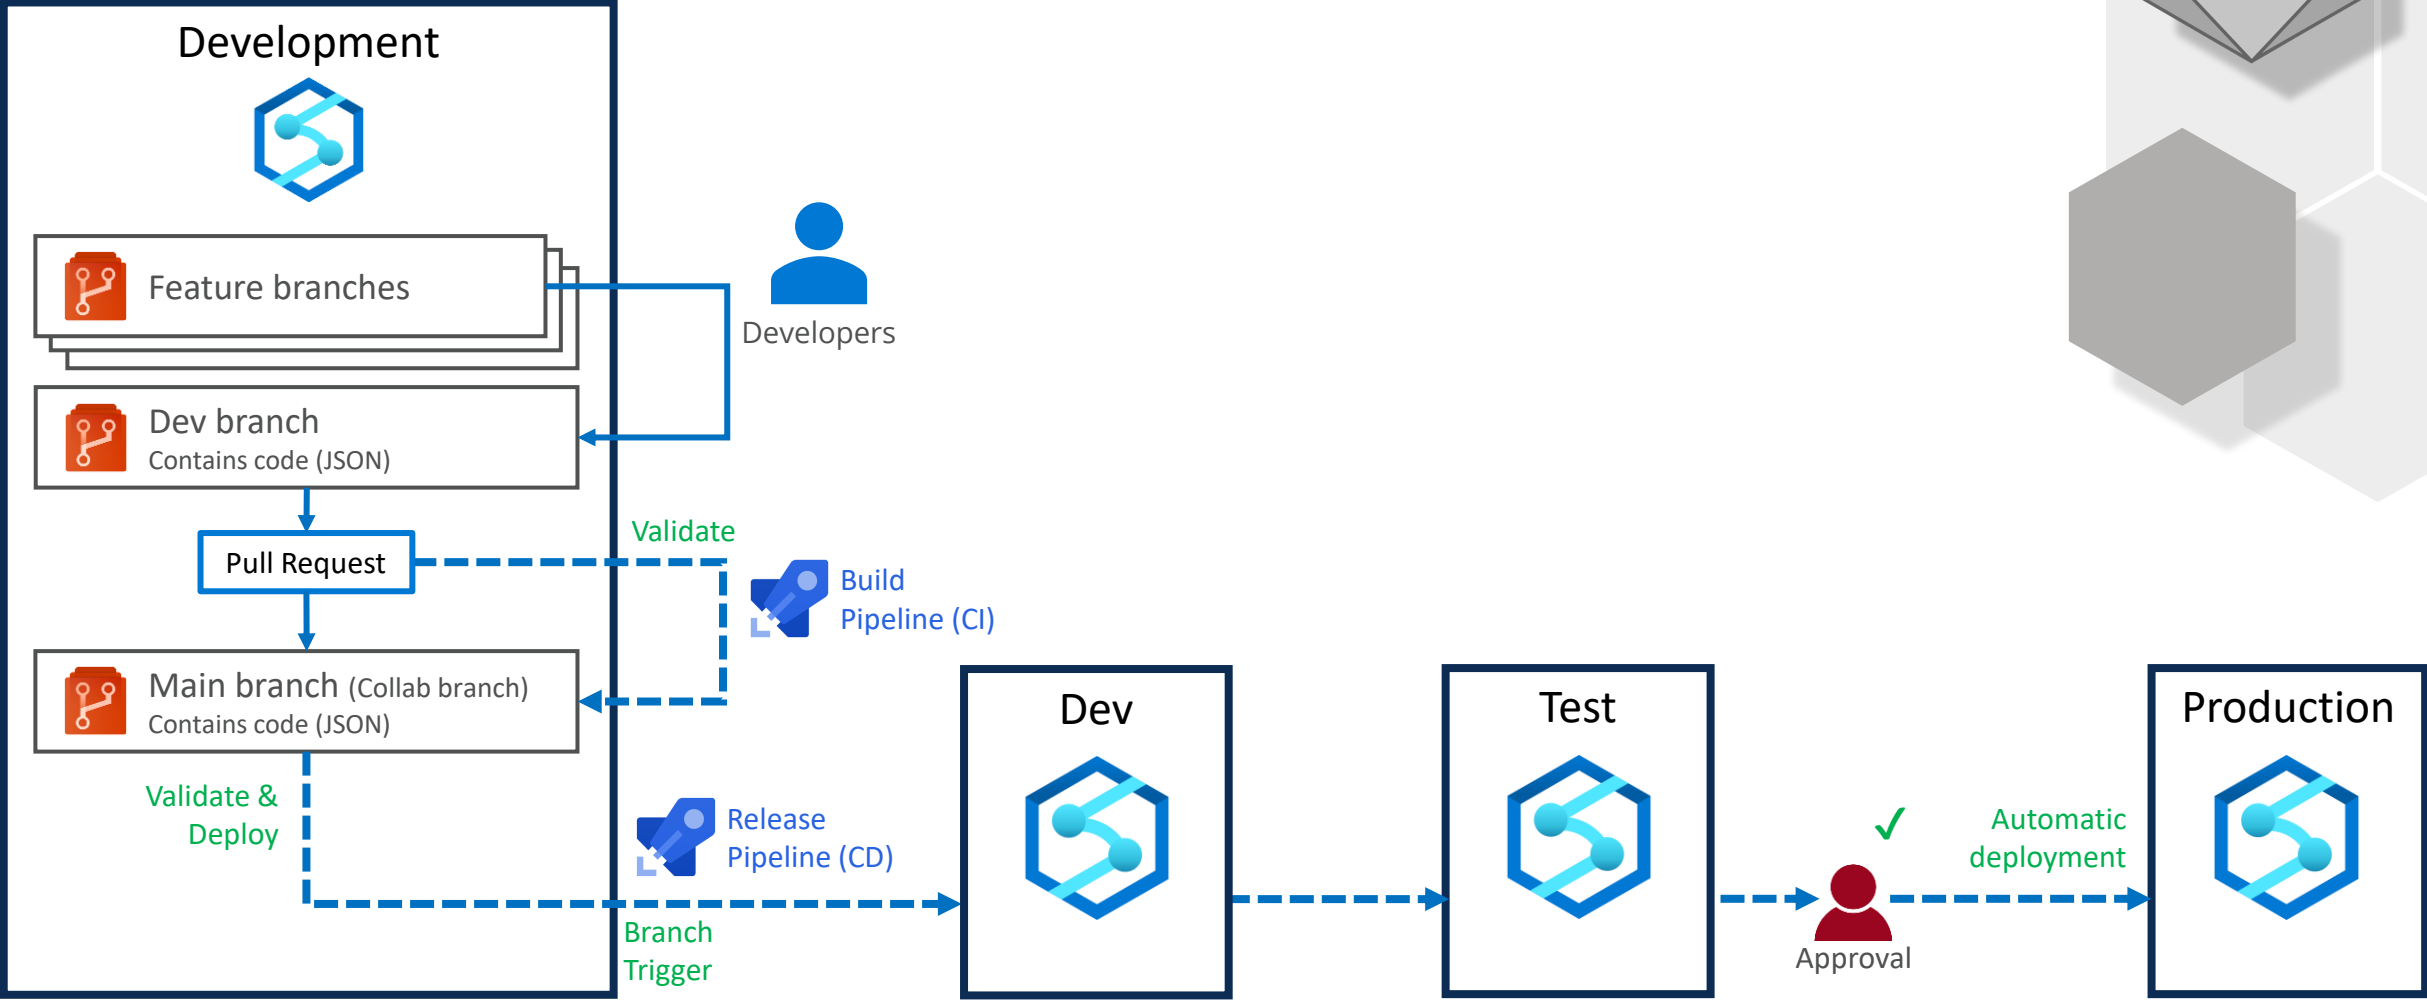 Development
Feature branches
Developers
Dev branch
Contains code (JSON)
Validate
Pull Request
Build
Pipeline (CI)
Main branch (Collab branch)
Contains code (JSON)
Validate &
Deploy
Release
Pipeline (CD)
Branch
Trigger
Dev
Test
Approval
Automatic
deployment
Production